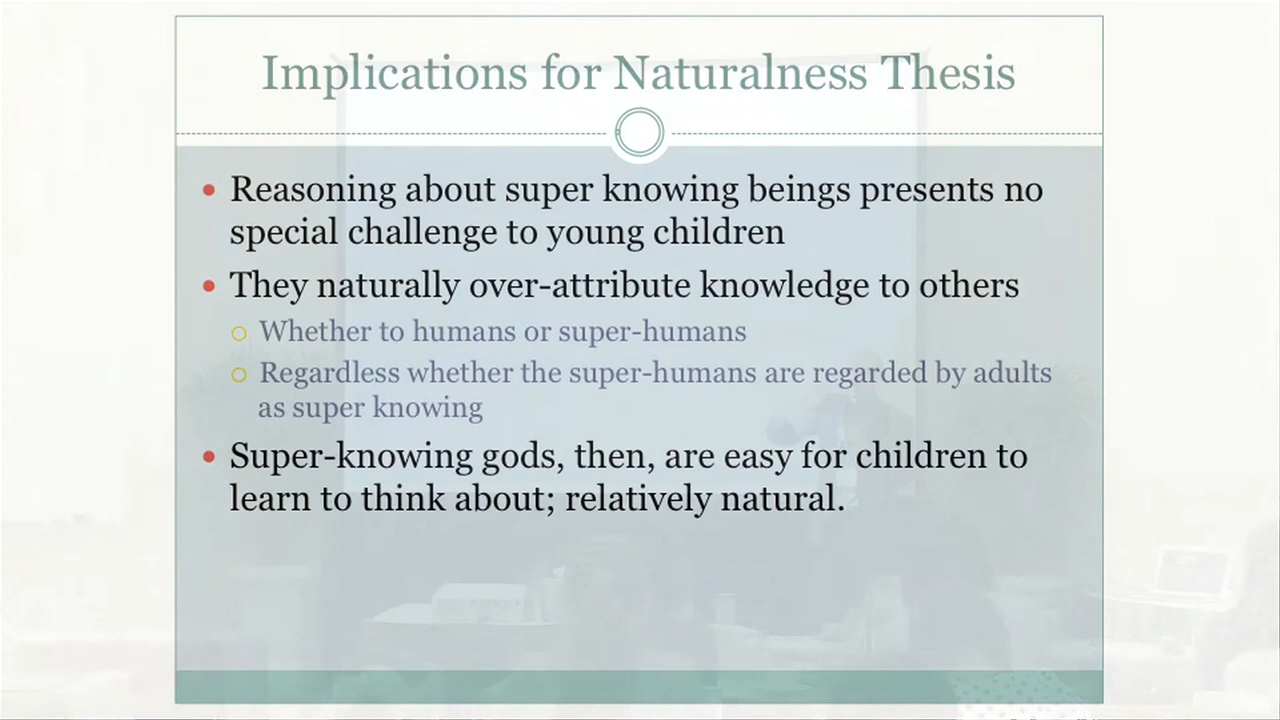 Implications for Naturalness Thesis
Reasoning about super knowing beings presents no
special challenge to young children
They naturally over-attribute knowledge to others
Whether to humans or super-humans
Regardless whether the super-humans are regarded by adults
as super knowing
Super-knowing gods, then, are easy for children to
learn to think about; relatively natural.